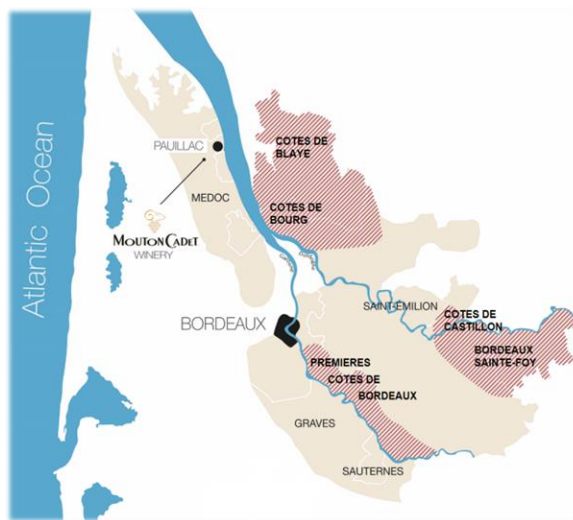 Atlantic Ocean
COTES DE
BLAYE
PAUILLAC
MEDOC
COTES DE
BOURG
MOUTON CADET
WINERY
SAINT-EMILION
BORDEAUX
COTES DE
CASTILLON
BORDEAUX
SAINTE-FOY
PREMIERES
COTES DE
BORDEAUX
GRAVES
SAUTERNES